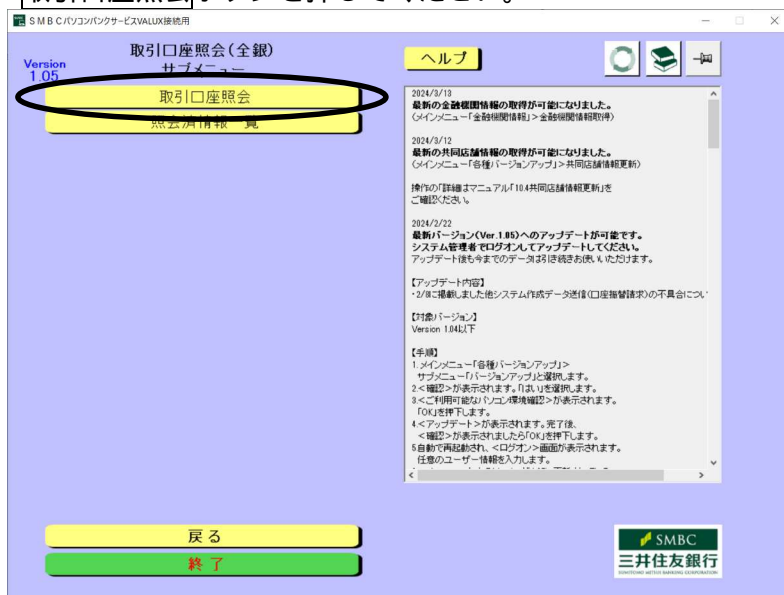 ボタンを押してください。
SMBCパソコンバンクサービスVALUX接続用
取引口座照会(全銀)
サブメニュー
Version
1.05
ヘルプ
取引口座照会
照会済情報一覧
2024/3/13
最新の金融機関情報の取得が可能になりました。
(メインメニュー「金融機関情報」>金融機関情報取得)
2024/3/12
最新の共同店舗情報の取得が可能になりました。
(メインメニュー「各種バージョンアップ」>共同店舗情報更新)
操作の詳細はマニュアル「10.4共同店舗情報更新」を
ご確認ください。
2024/2/22
最新バージョン(Ver.1.05)へのアップデートが可能です。
システム管理者でログオンしてアップデートしてください。
アップデート後も今までのデータは引き続きお使いいただけます。
【アップデート内容】
・2/8に掲載しました他システム作成データ送信(口座振替請求)の不具合につい
【対象バージョン】
Version 1.04以下
【手順】
1.メインメニュー「各種バージョンアップ」>
サブメニュー「バージョンアップ」と選択します。
2.<確認>が表示されます。「はい」を選択します。
3.<ご利用可能なパソコン環境確認>が表示されます。
「OK」を押下します。
4.<アップデート>が表示されます。完了後、
<確認>が表示されましたら「OK」を押下します。
5.自動で再起動され、<ログオン>画面が表示されます。
任意のユーザー情報を入力します。
戻る
終了
SMBC
三井住友銀行
SUMITOMO MITSUI BANKING CORPORATION